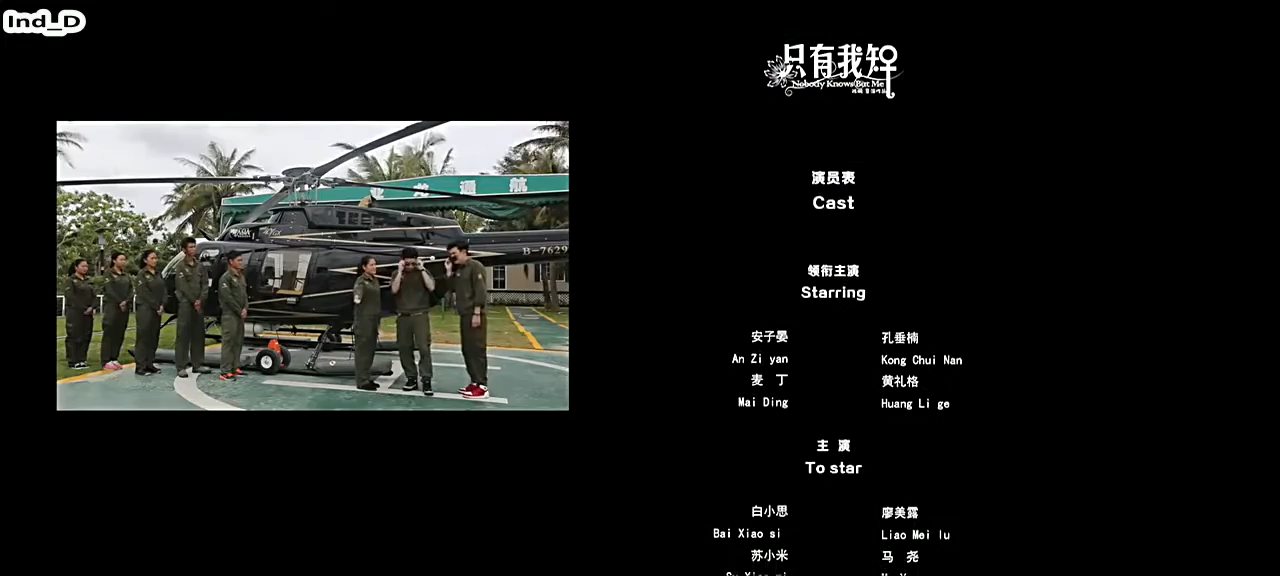 Ind_D
只有我知
Nobody Knows But Me
演员表
Cast
领衔主演
Starring
安子晏 孔垂楠
An Zi yan Kong Chui Nan
麦 丁 黄礼格
Mai Ding Huang Li ge
主 演
To star
白小思 廖美露
Bai Xiao si Liao Mei lu
苏小米 马 尧
通 航
B-7629